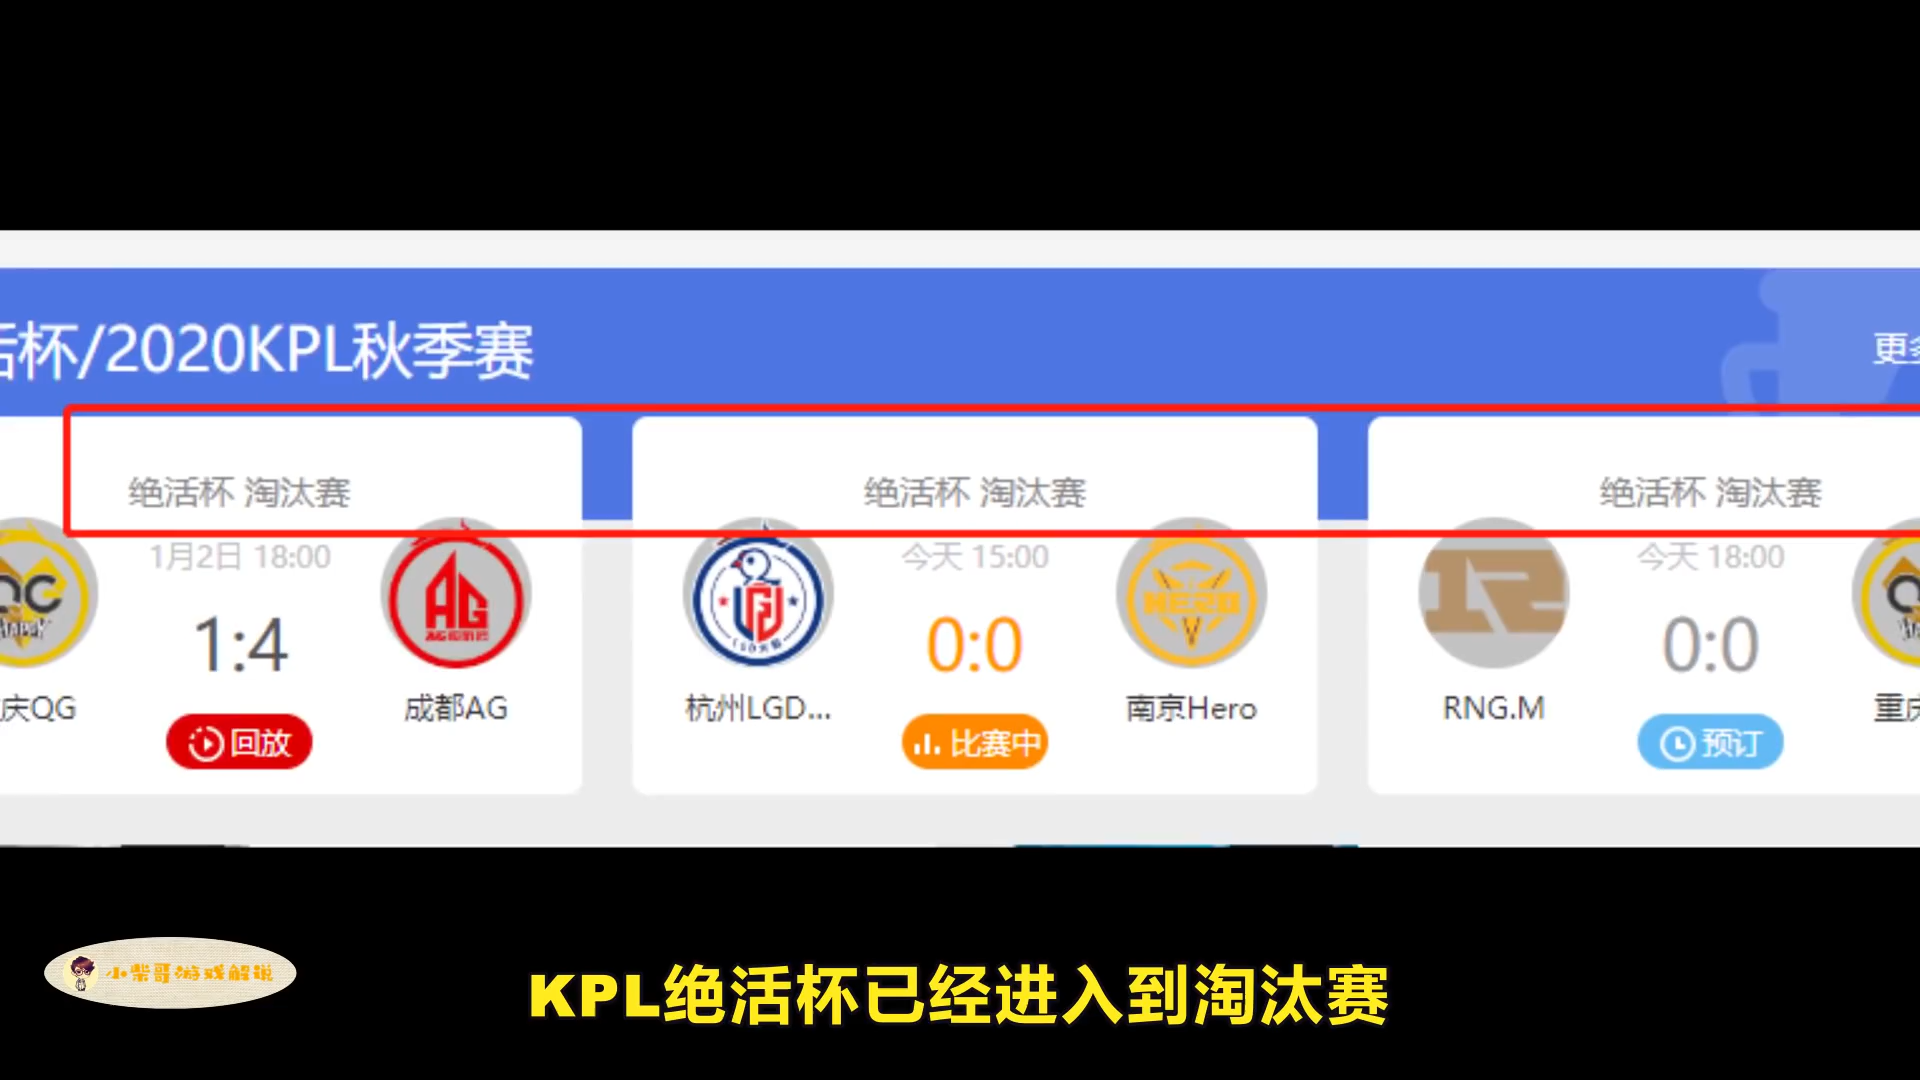 活杯/2020KPL秋季赛
更多
绝活杯 淘汰赛
绝活杯 淘汰赛
绝活杯 淘汰赛
1月2日 18:00
今天 15:00
今天 18:00
AG
HERO
1:4
0:0
0:0
庆QG
成都AG
杭州LGD...
南京Hero
RNG.M
重庆
回放
比赛中
预订
小柴哥游戏解说
KPL绝活杯已经进入到淘汰赛